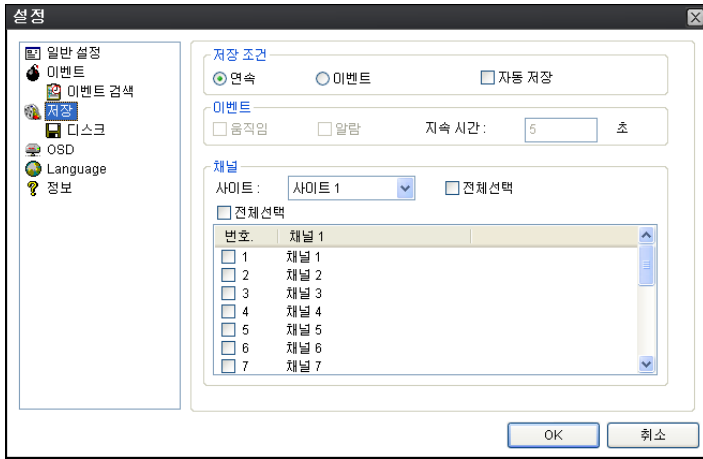 설정
일반 설정
이벤트
이벤트 검색
저장
디스크
OSD
Language
정보
저장 조건
연속 이벤트 자동 저장
이벤트
움직임 알람 지속 시간 : 5 초
채널
사이트 : 사이트 1 전체선택
전체선택
번호. 채널 1
1 채널 1
2 채널 2
3 채널 3
4 채널 4
5 채널 5
6 채널 6
7 채널 7
OK 취소